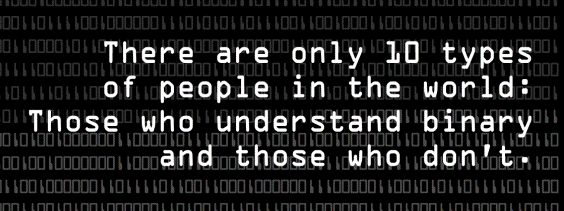 There are only 10 types
of people in the world:
Those who understand binary
and those who don't.